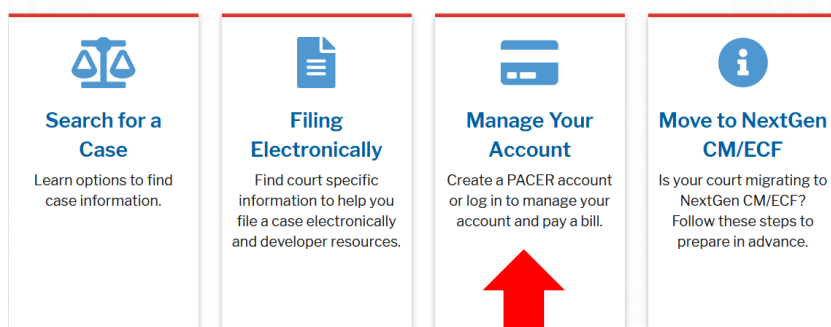 Search for a
Case
Learn options to find
case information.
Filing
Electronically
Find court specific
information to help you
file a case electronically
and developer resources.
Manage Your
Account
Create a PACER account
or log in to manage your
account and pay a bill.
Move to NextGen
CM/ECF
Is your court migrating to
NextGen CM/ECF?
Follow these steps to
prepare in advance.